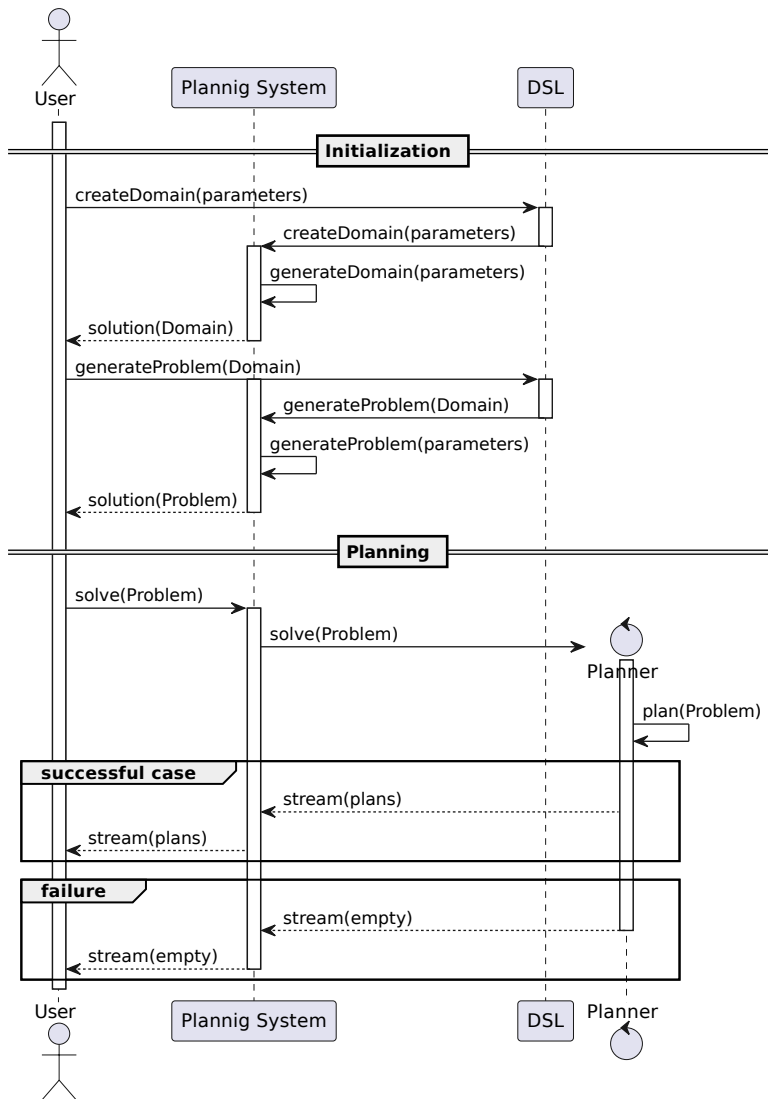 User
Plannig System
DSL
Initialization
createDomain(parameters)
createDomain(parameters)
generateDomain(parameters)
solution(Domain)
generateProblem(Domain)
generateProblem(Domain)
generateProblem(parameters)
solution(Problem)
Planning
solve(Problem)
solve(Problem)
Planner
plan(Problem)
successful case
stream(plans)
stream(plans)
failure
stream(empty)
stream(empty)
User
Plannig System
DSL
Planner